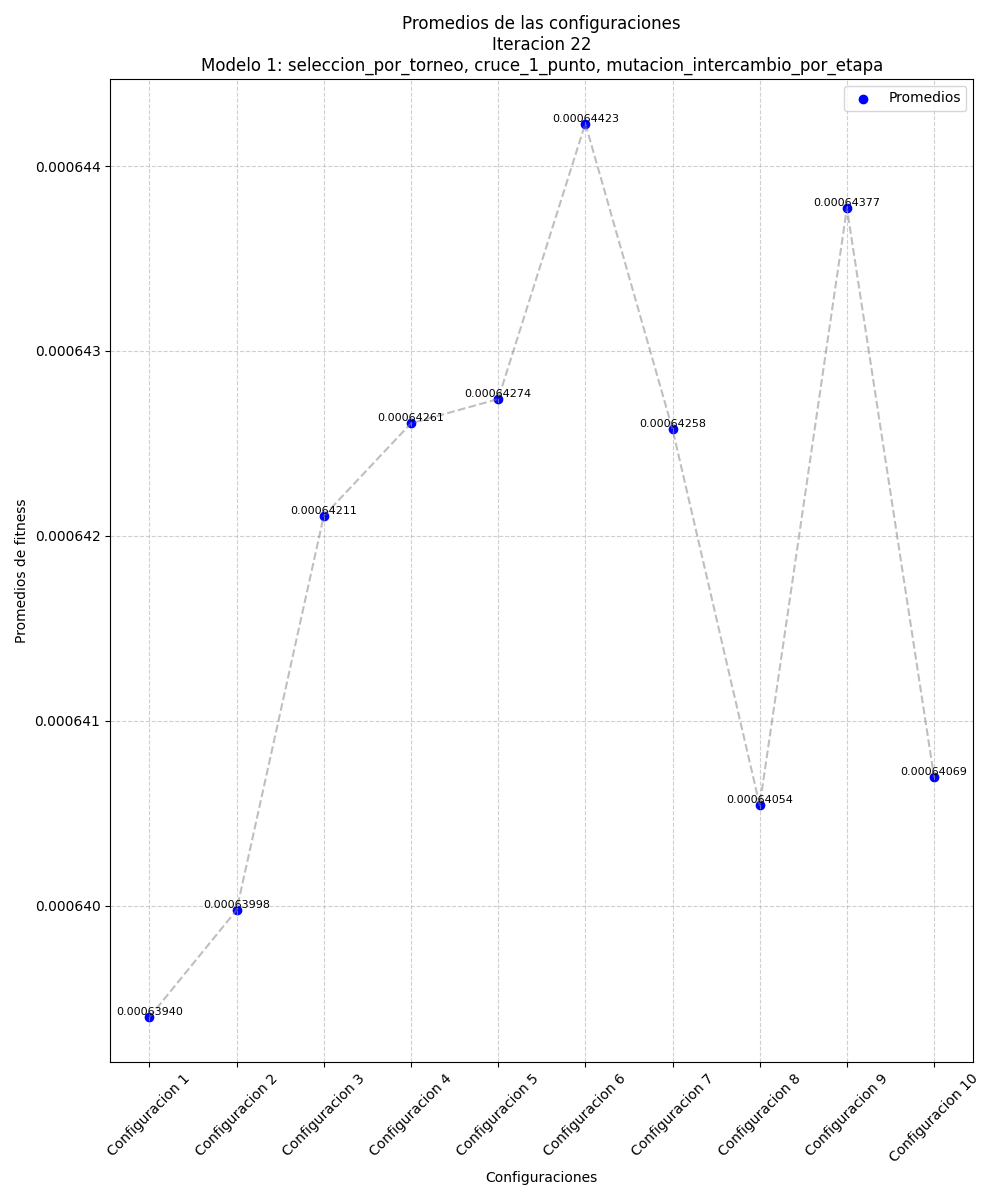 Promedios de las configuraciones
Iteracion 22
Modelo 1: seleccion_por_torneo, cruce_1_punto, mutacion_intercambio_por_etapa
Promedios
0.000644
0.000643
0.000642
0.000641
0.000640
Promedios de fitness
0.00063940
0.00063998
0.00064211
0.00064261
0.00064274
0.00064423
0.00064258
0.00064054
0.00064377
0.00064069
Configuracion 1
Configuracion 2
Configuracion 3
Configuracion 4
Configuracion 5
Configuracion 6
Configuracion 7
Configuracion 8
Configuracion 9
Configuracion 10
Configuraciones